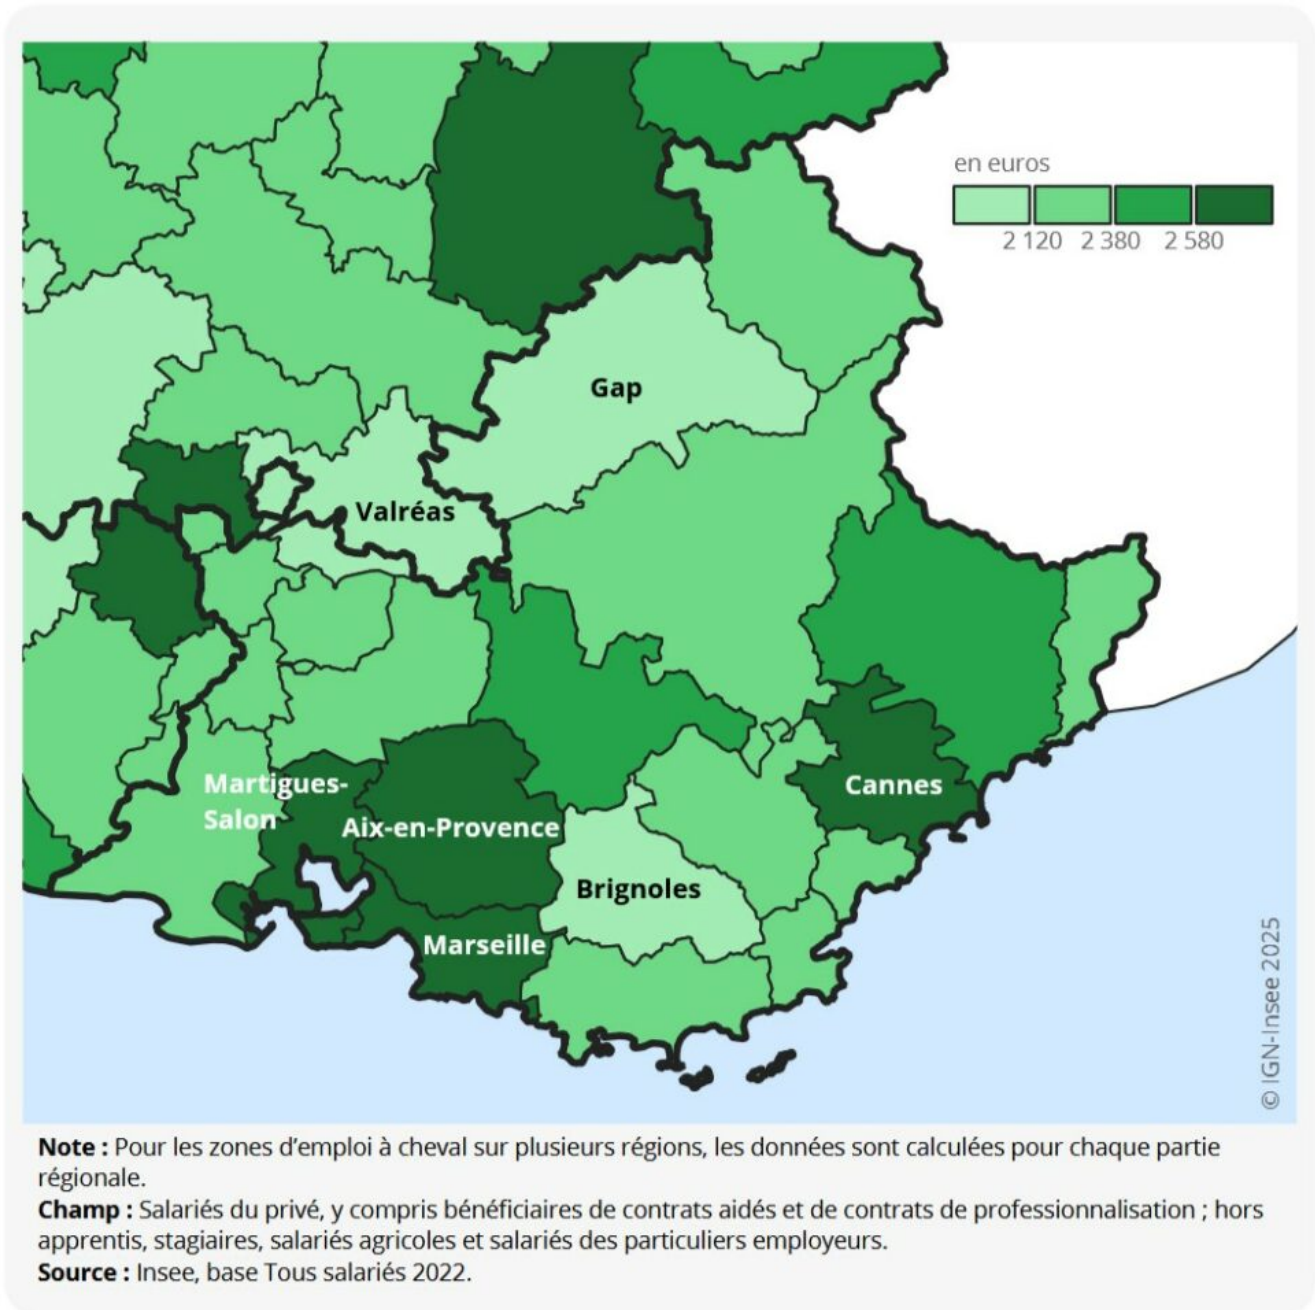 en euros
2 120 2 380 2 580
Gap
Valréas
Martigues-
Salon
Cannes
Aix-en-Provence
Brignoles
Marseille
© IGN-Insee 2025
Note : Pour les zones d’emploi à cheval sur plusieurs régions, les données sont calculées pour chaque partie
régionale.
Champ : Salariés du privé, y compris bénéficiaires de contrats aidés et de contrats de professionnalisation ; hors
apprentis, stagiaires, salariés agricoles et salariés des particuliers employeurs.
Source : Insee, base Tous salariés 2022.